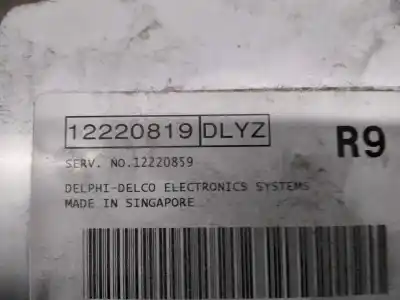 12220819 DLYZ
R9
SERV. NO.12220859
DELPHI-DELCO ELECTRONICS SYSTEMS
MADE IN SINGAPORE